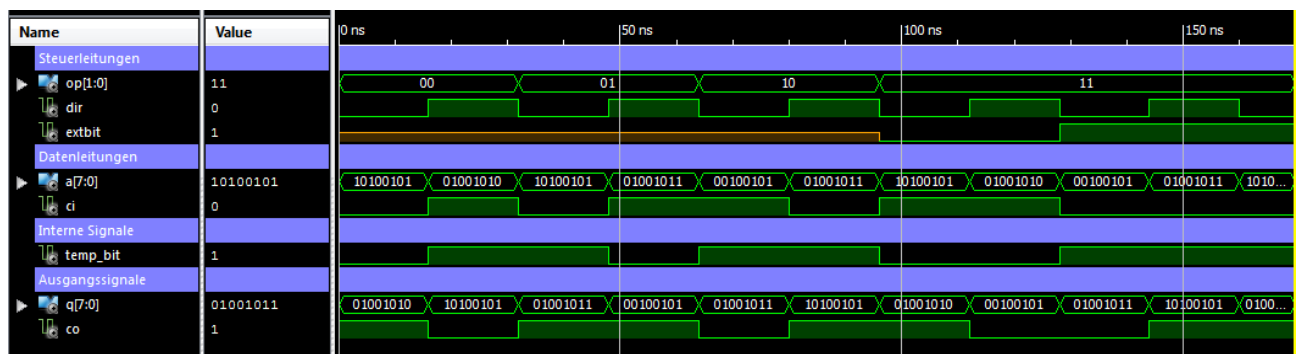 Name Value 0 ns 50 ns 100 ns 150 ns
Steuerleitungen
op[1:0] 11 00 01 10 11
dir 0
extbit 1
Datenleitungen
a[7:0] 10100101 10100101 01001010 10100101 01001011 00100101 01001011 10100101 01001010 00100101 01001011 1010...
ci 0
Interne Signale
temp_bit 1
Ausgangssignale
q[7:0] 01001011 01001010 10100101 01001011 00100101 01001011 10100101 01001010 00100101 01001011 10100101 0100...
co 1